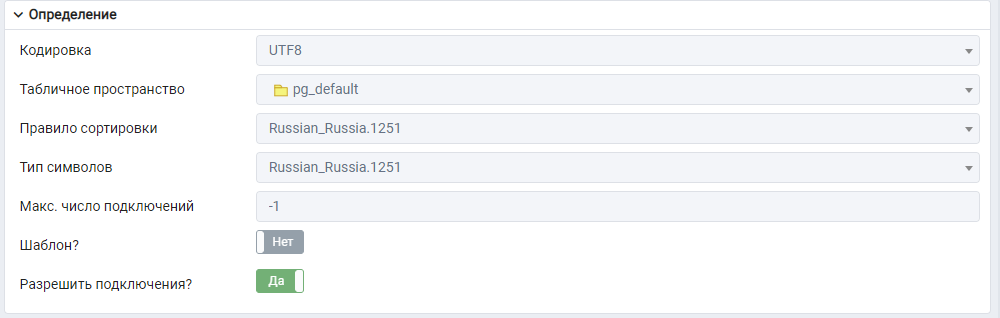 Определение
Кодировка UTF8
Табличное пространство pg_default
Правило сортировки Russian_Russia.1251
Тип символов Russian_Russia.1251
Макс. число подключений -1
Шаблон? Нет
Разрешить подключения? Да